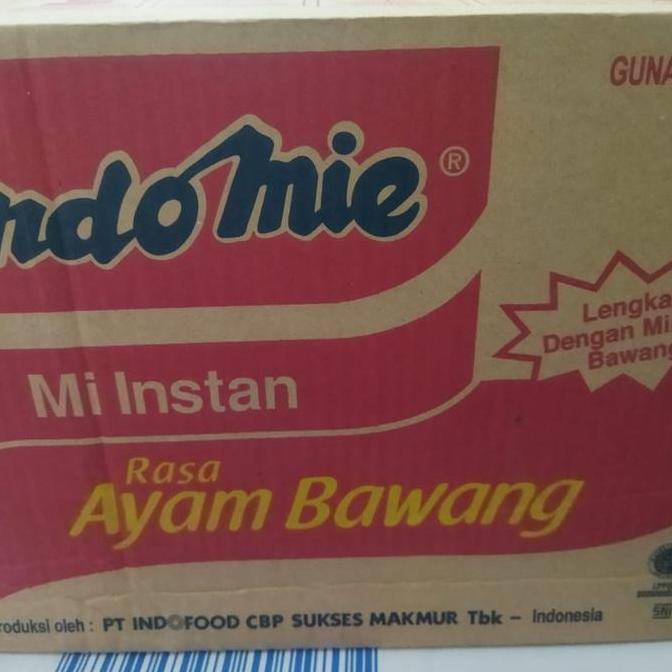 GUNA
ndomie ®
Lengka
Dengan Mi
Bawang
Mi Instan
Rasa
Ayam Bawang
roduksi oleh : PT INDOFOOD CBP SUKSES MAKMUR Tbk – Indonesia
SNI